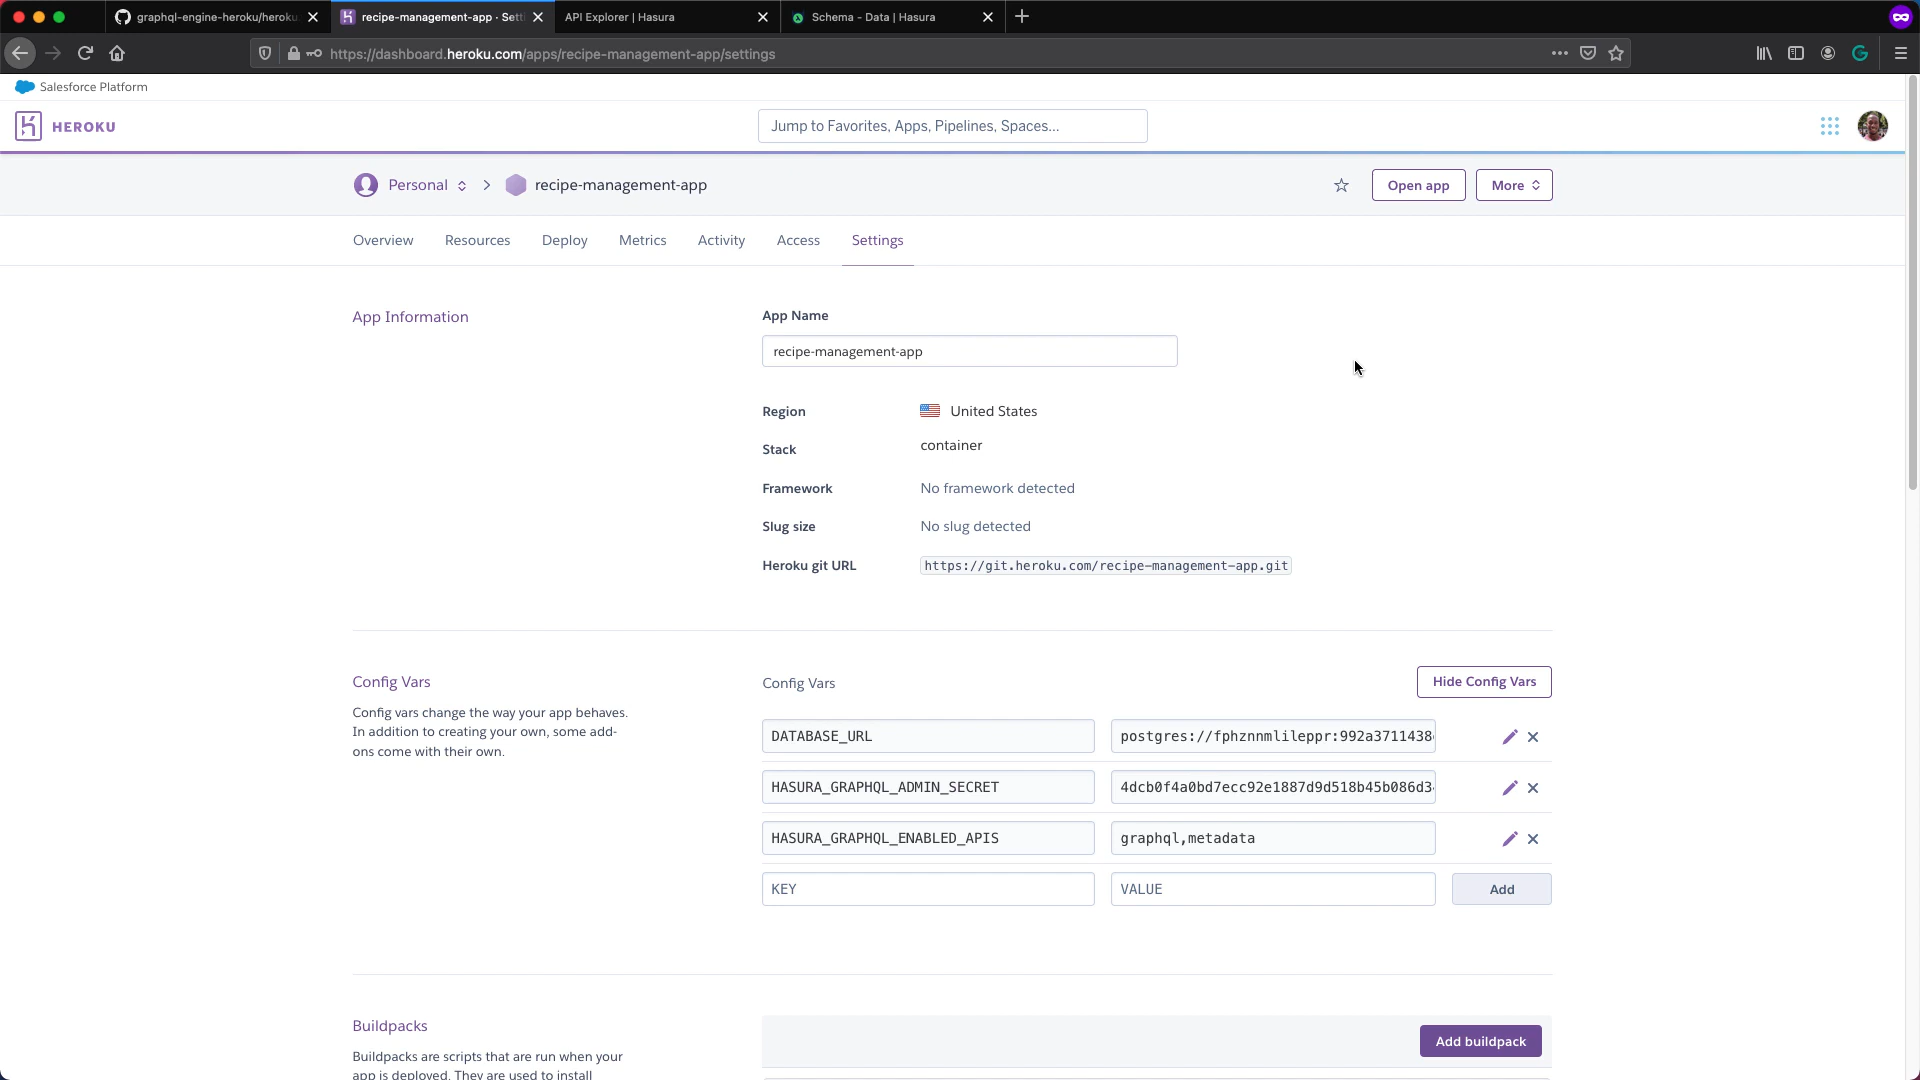 graphql-engine-heroku/heroku
recipe-management-app · Sett
API Explorer | Hasura
Schema - Data | Hasura
https://dashboard.heroku.com/apps/recipe-management-app/settings
Salesforce Platform
HEROKU
Jump to Favorites, Apps, Pipelines, Spaces...
Personal
recipe-management-app
Open app
More
Overview
Resources
Deploy
Metrics
Activity
Access
Settings
App Information
App Name
recipe-management-app
Region
United States
Stack
container
Framework
No framework detected
Slug size
No slug detected
Heroku git URL
https://git.heroku.com/recipe-management-app.git
Config Vars
Config vars change the way your app behaves.
In addition to creating your own, some add-
ons come with their own.
Config Vars
Hide Config Vars
DATABASE_URL
postgres://fphznnmlileppr:992a3711438
HASURA_GRAPHQL_ADMIN_SECRET
4dcb0f4a0bd7ecc92e1887d9d518b45b086d3
HASURA_GRAPHQL_ENABLED_APIS
graphql,metadata
KEY
VALUE
Add
Buildpacks
Buildpacks are scripts that are run when your
app is deployed. They are used to install
Add buildpack